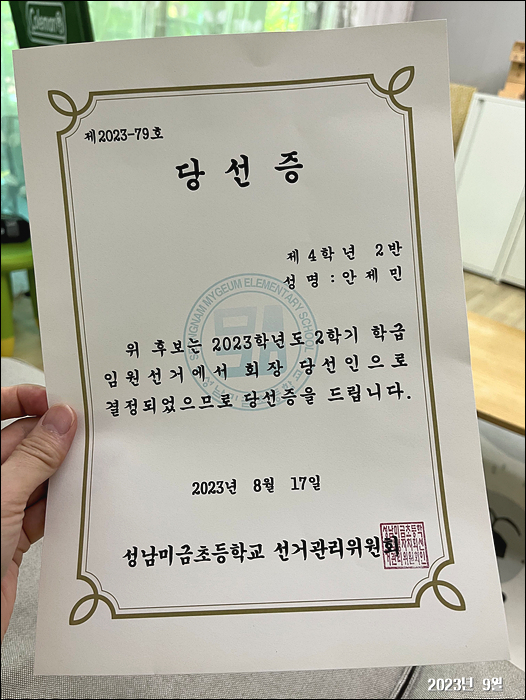 Coleman
제2023-79호
당 선 증
제 4 학 년 2 반
성 명 : 안 제 민
SEONGNAM MYGEUM ELEMENTARY SCHOOL
위 후보는 2023학년도 2학기 학급
임원선거에서 회장 당선인으로
결정되었으므로 당선증을 드립니다.
2023년 8월 17일
성남미금초등학교 선거관리위원회
2023년 9월